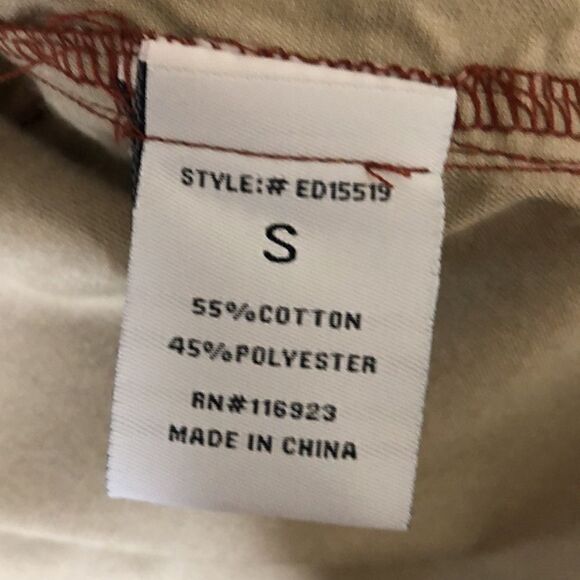 STYLE:# ED15519
S
55%COTTON
45%POLYESTER
RN#116923
MADE IN CHINA